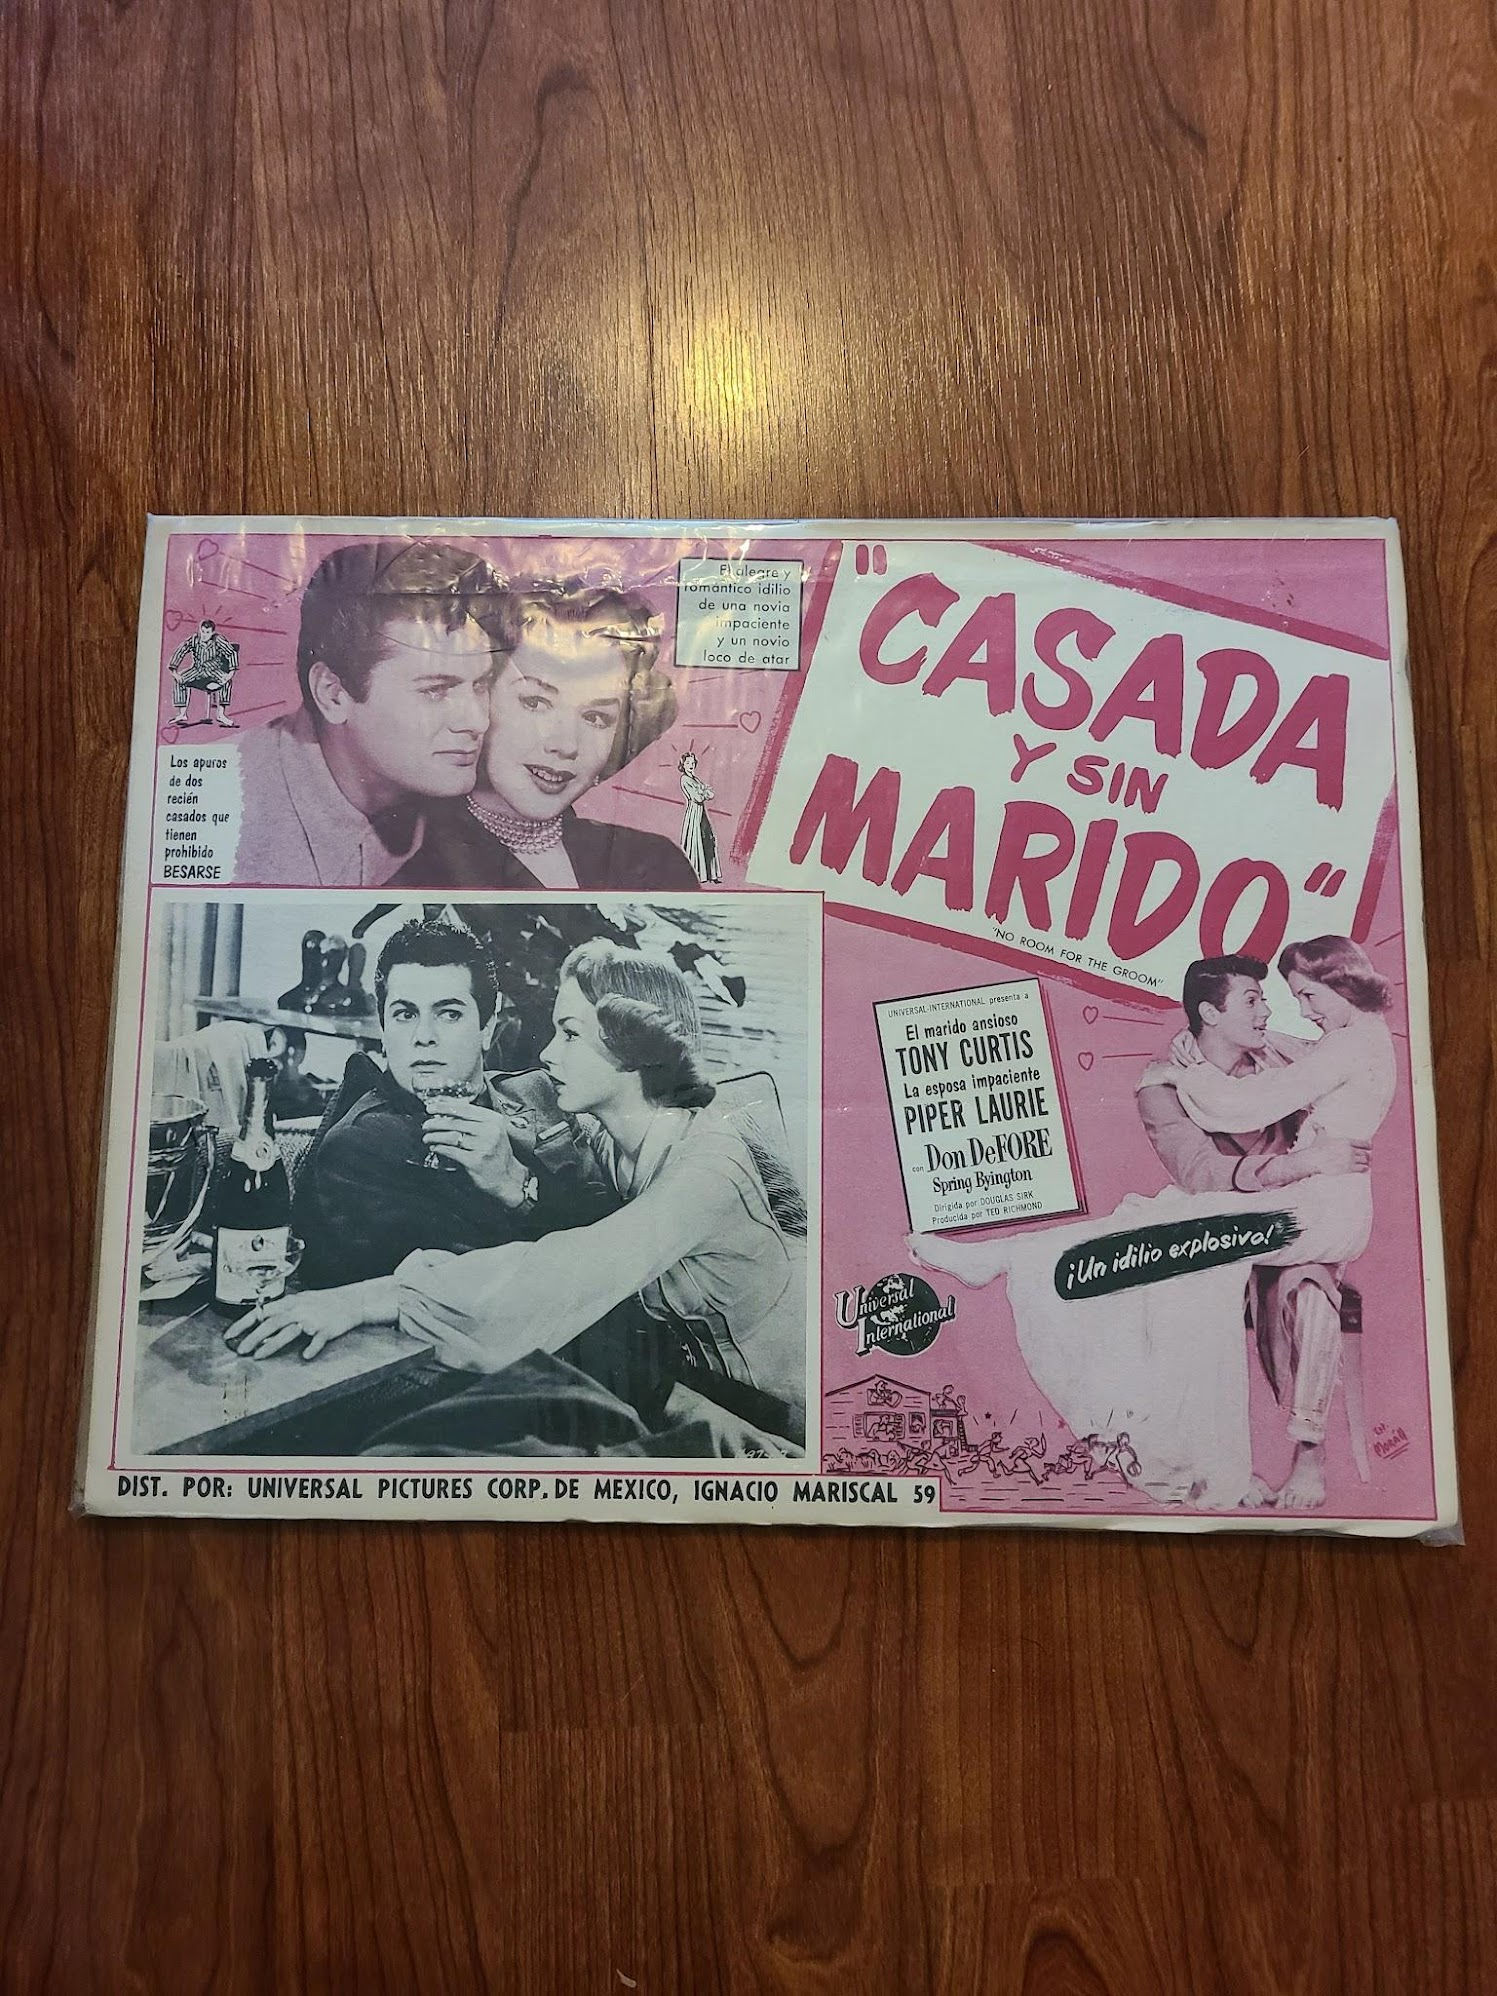 El alegre y
romántico idilio
de una novia
impaciente
y un novio
loco de atar
"CASADA
Y SIN
MARIDO"
"NO ROOM FOR THE GROOM"
Los apuros
de dos
recién
casados que
tienen
prohibido
BESARSE
UNIVERSAL-INTERNATIONAL presenta a
El marido ansioso
TONY CURTIS
La esposa impaciente
PIPER LAURIE
con Don DeFORE
Spring Byington
Dirigida por DOUGLAS SIRK
Producida por TED RICHMOND
¡Un idilio explosivo!
Universal
International
MORÁN
DIST. POR: UNIVERSAL PICTURES CORP. DE MEXICO, IGNACIO MARISCAL 59